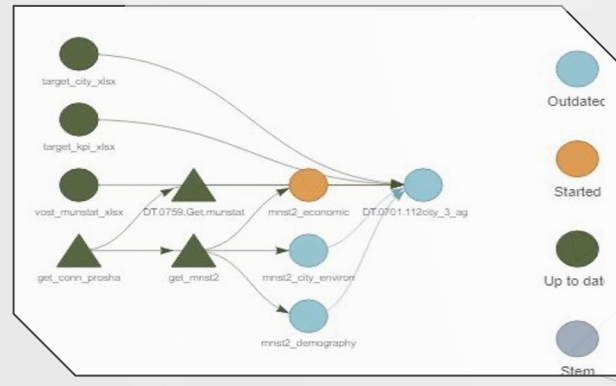 target_city_xlsx
target_kpi_xlsx
vost_munstat_xlsx
DT.0759.Get.munstat
mnst2_economic
DT.0701.112city_3_ag
get_conn_prosha
get_mnst2
mnst2_city_environ
mnst2_demography
Outdated
Started
Up to dat
Stem